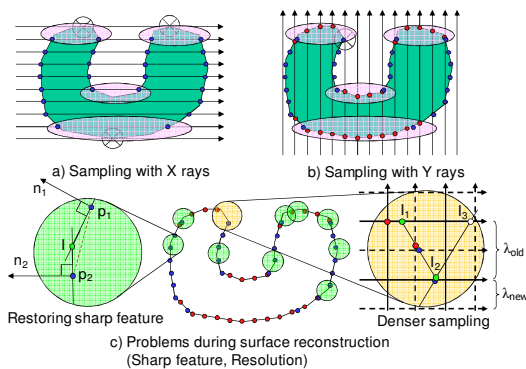 a) Sampling with X rays
b) Sampling with Y rays
n1
p1
I
n2
p2
Restoring sharp feature
I1
I3
I2
λold
λnew
Denser sampling
c) Problems during surface reconstruction
(Sharp feature, Resolution)